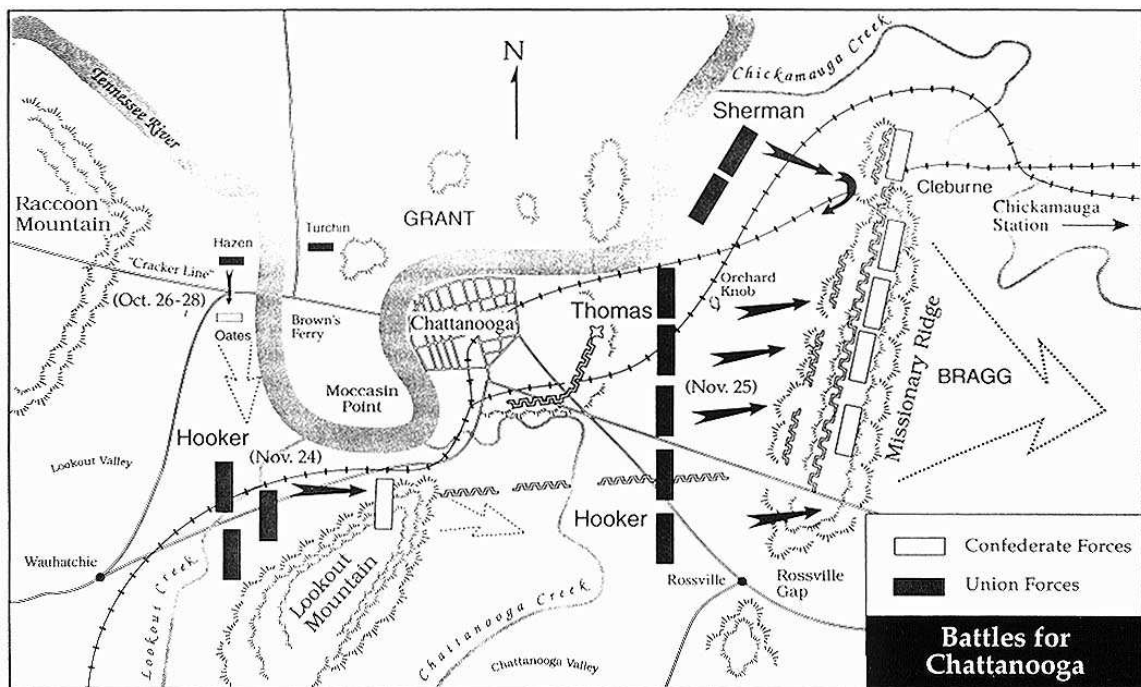 N
Chickamauga Creek
Tennessee River
Sherman
Raccoon
Mountain
GRANT
Turchin
Hazen
Cleburne
Chickamauga
Station
"Cracker Line"
(Oct. 26-28)
Oates
Brown's
Ferry
Chattanooga
Thomas
Orchard
Knob
Moccasin
Point
(Nov. 25)
Missionary Ridge
BRAGG
Hooker
(Nov. 24)
Lookout Valley
Hooker
Wauhatchie
Lookout Creek
Lookout
Mountain
Chattanooga Creek
Chattanooga Valley
Rossville
Rossville
Gap
Confederate Forces
Union Forces
Battles for
Chattanooga